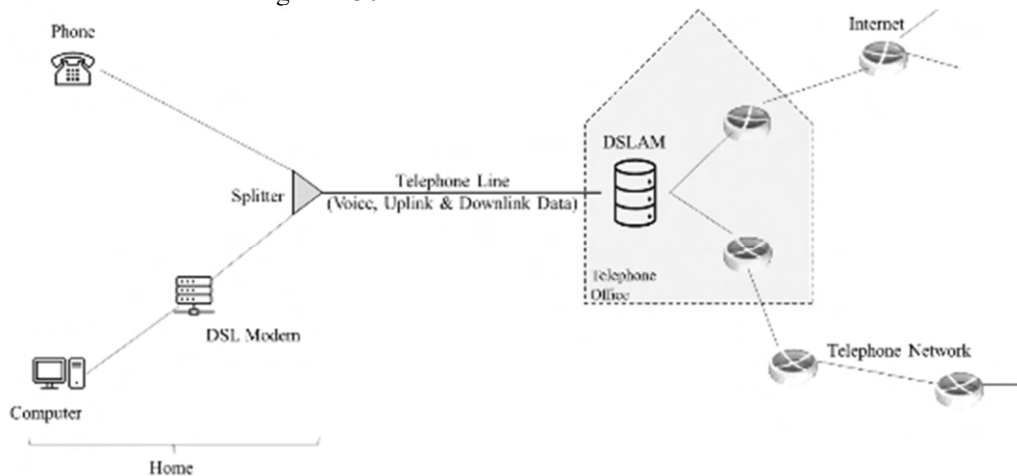 Phone
Internet
DSLAM
Splitter
Telephone Line
(Voice, Uplink & Downlink Data)
Telephone
Office
DSL Modem
Telephone Network
Computer
Home